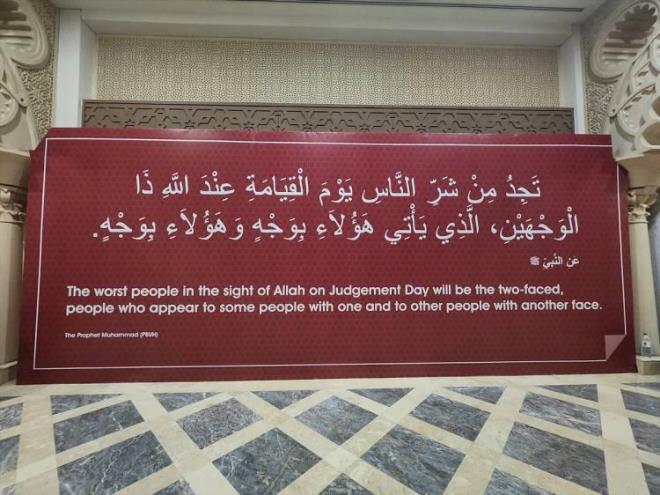 تَجِدُ مِنْ شَرِّ النَّاسِ يَوْمَ الْقِيَامَةِ عِنْدَ اللَّهِ ذَا
الْوَجْهَيْنِ، الَّذِي يَأْتِي هَؤُلَاءِ بِوَجْهٍ وَهَؤُلَاءِ بِوَجْهٍ.
عن النَّبِيّ ﷺ
The worst people in the sight of Allah on Judgement Day will be the two-faced,
people who appear to some people with one and to other people with another face.
The Prophet Muhammad (PBUH)